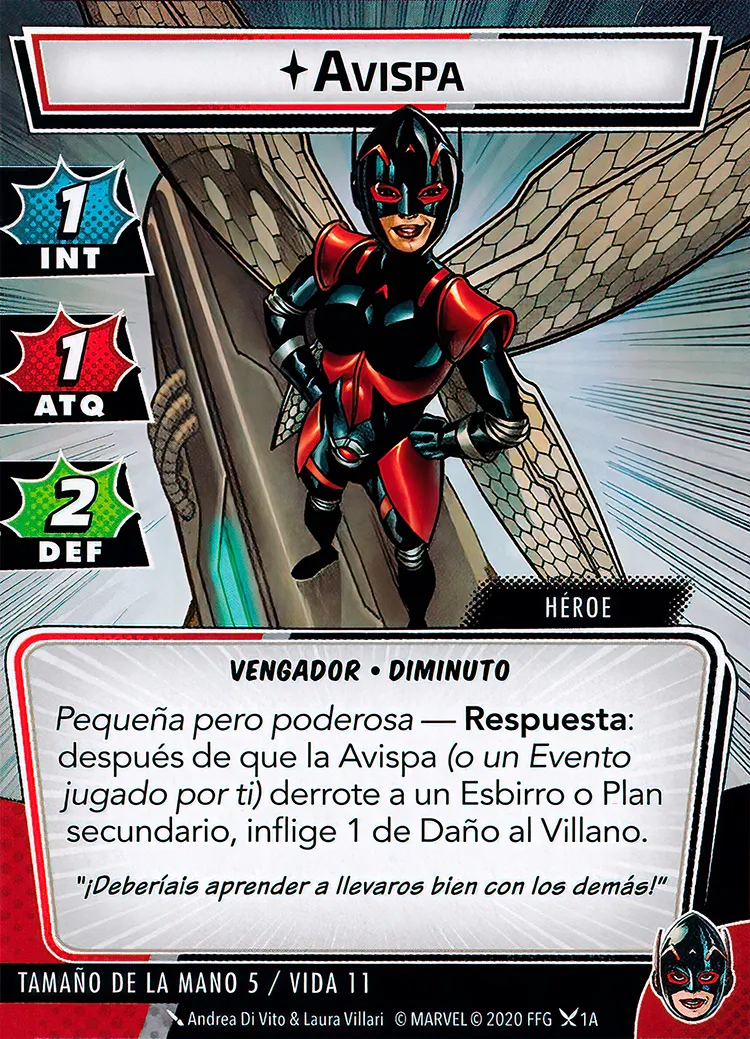 AVISPA
1
INT
1
ATQ
2
DEF
HÉROE
VENGADOR • DIMINUTO
Pequeña pero poderosa — Respuesta:
después de que la Avispa (o un Evento
jugado por ti) derrote a un Esbirro o Plan
secundario, inflige 1 de Daño al Villano.
"¡Deberíais aprender a llevaros bien con los demás!"
TAMAÑO DE LA MANO 5 / VIDA 11
Andrea Di Vito & Laura Villari © MARVEL © 2020 FFG 1A